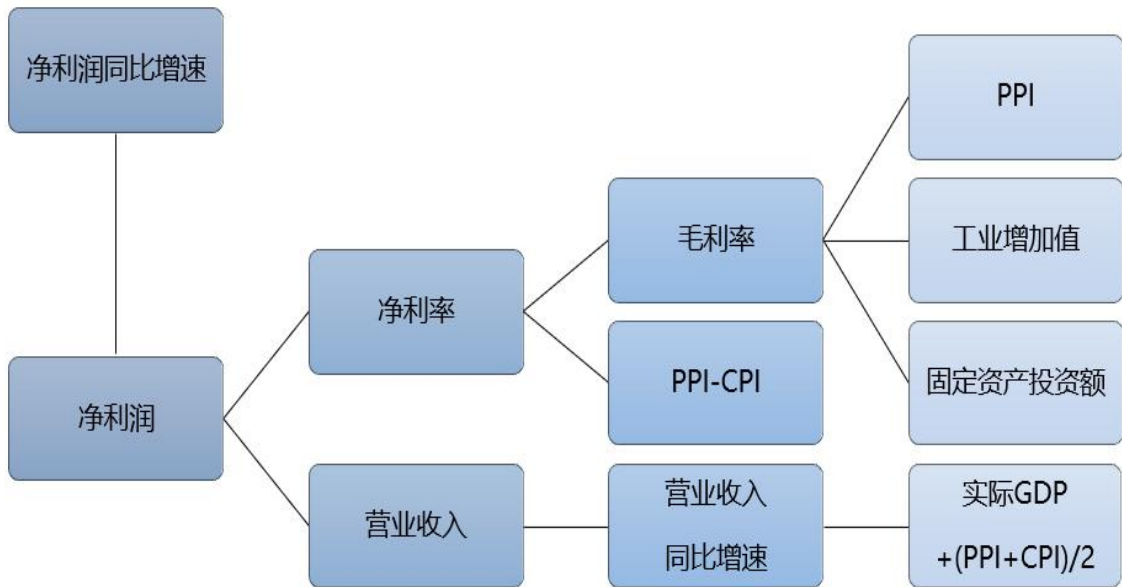 净利润同比增速
净利润
净利率
营业收入
毛利率
PPI-CPI
营业收入
同比增速
PPI
工业增加值
固定资产投资额
实际GDP
+(PPI+CPI)/2